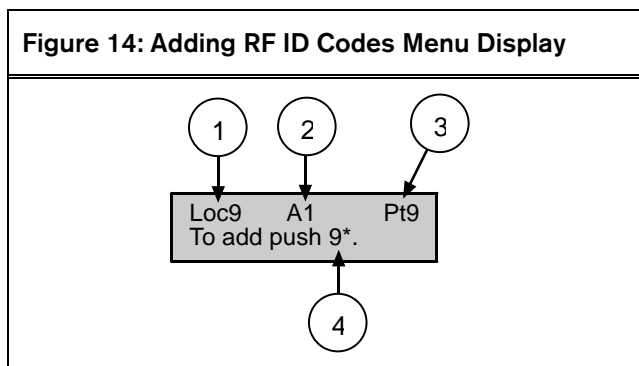 Figure 14: Adding RF ID Codes Menu Display
1 2 3
Loc9 A1 Pt9
To add push 9*.
4